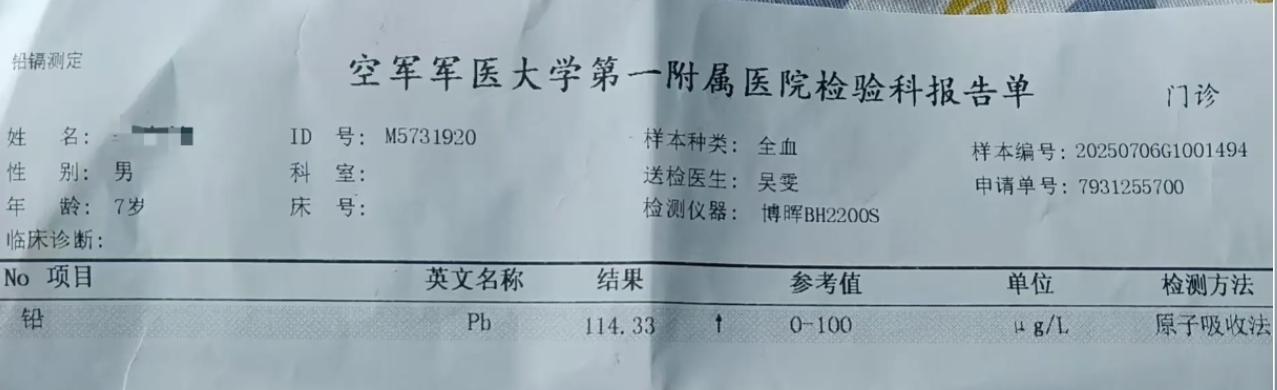 铅镉测定
空军军医大学第一附属医院检验科报告单 门诊
姓 名: ID 号: M5731920 样本种类: 全血 样本编号: 20250706G1001494
性 别: 男 科 室: 送检医生: 吴雯 申请单号: 7931255700
年 龄: 7岁 床 号: 检测仪器: 博晖BH2200S
临床诊断:
No 项目 英文名称 结果 参考值 单位 检测方法
铅 Pb 114.33 ↑ 0-100 μg/L 原子吸收法